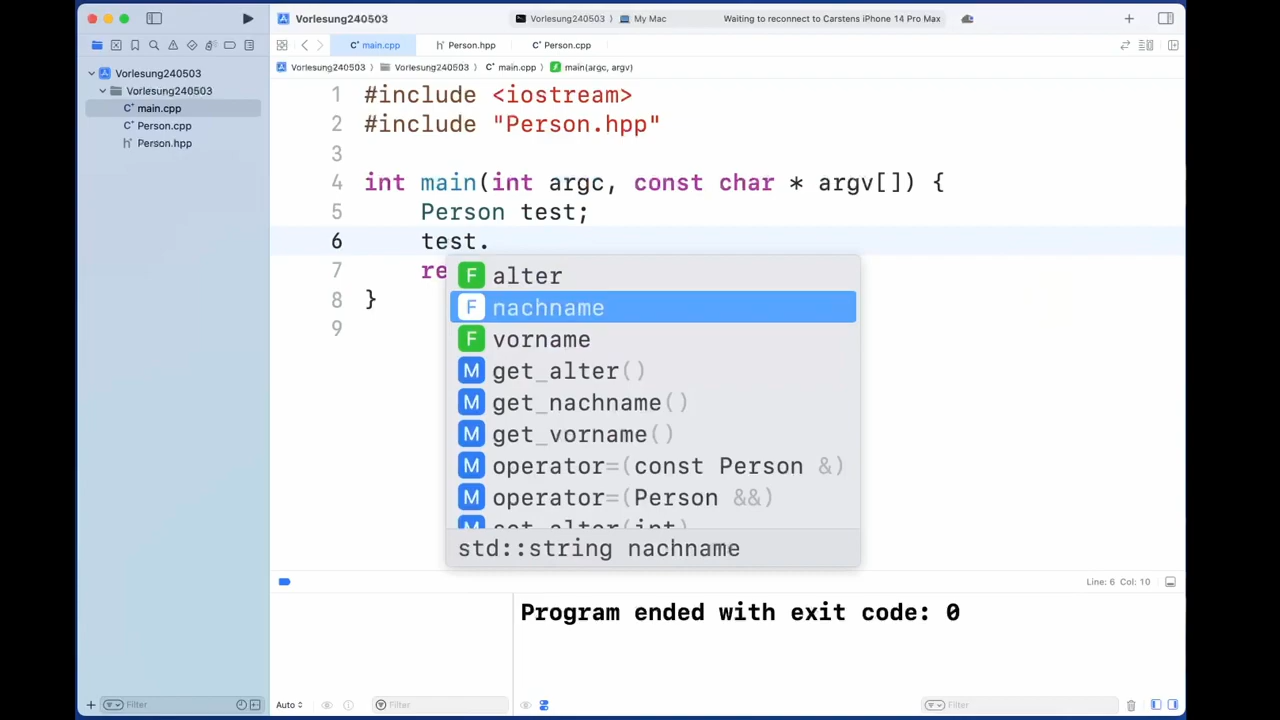 Vorlesung240503
Vorlesung240503 〉 My Mac
Waiting to reconnect to Carstens iPhone 14 Pro Max
main.cpp
Person.hpp
Person.cpp
Vorlesung240503 〉 Vorlesung240503 〉 main.cpp 〉 main(argc, argv)
Vorlesung240503
Vorlesung240503
main.cpp
Person.cpp
Person.hpp
1 #include <iostream>
2 #include "Person.hpp"
3
4 int main(int argc, const char * argv[]) {
5 Person test;
6 test.
7 re
8 }
9
F alter
F nachname
F vorname
M get_alter()
M get_nachname()
M get_vorname()
M operator=(const Person &)
M operator=(Person &&)
M set_alter(int)
std::string nachname
Line: 6 Col: 10
Program ended with exit code: 0
Filter
Auto
Filter
Filter